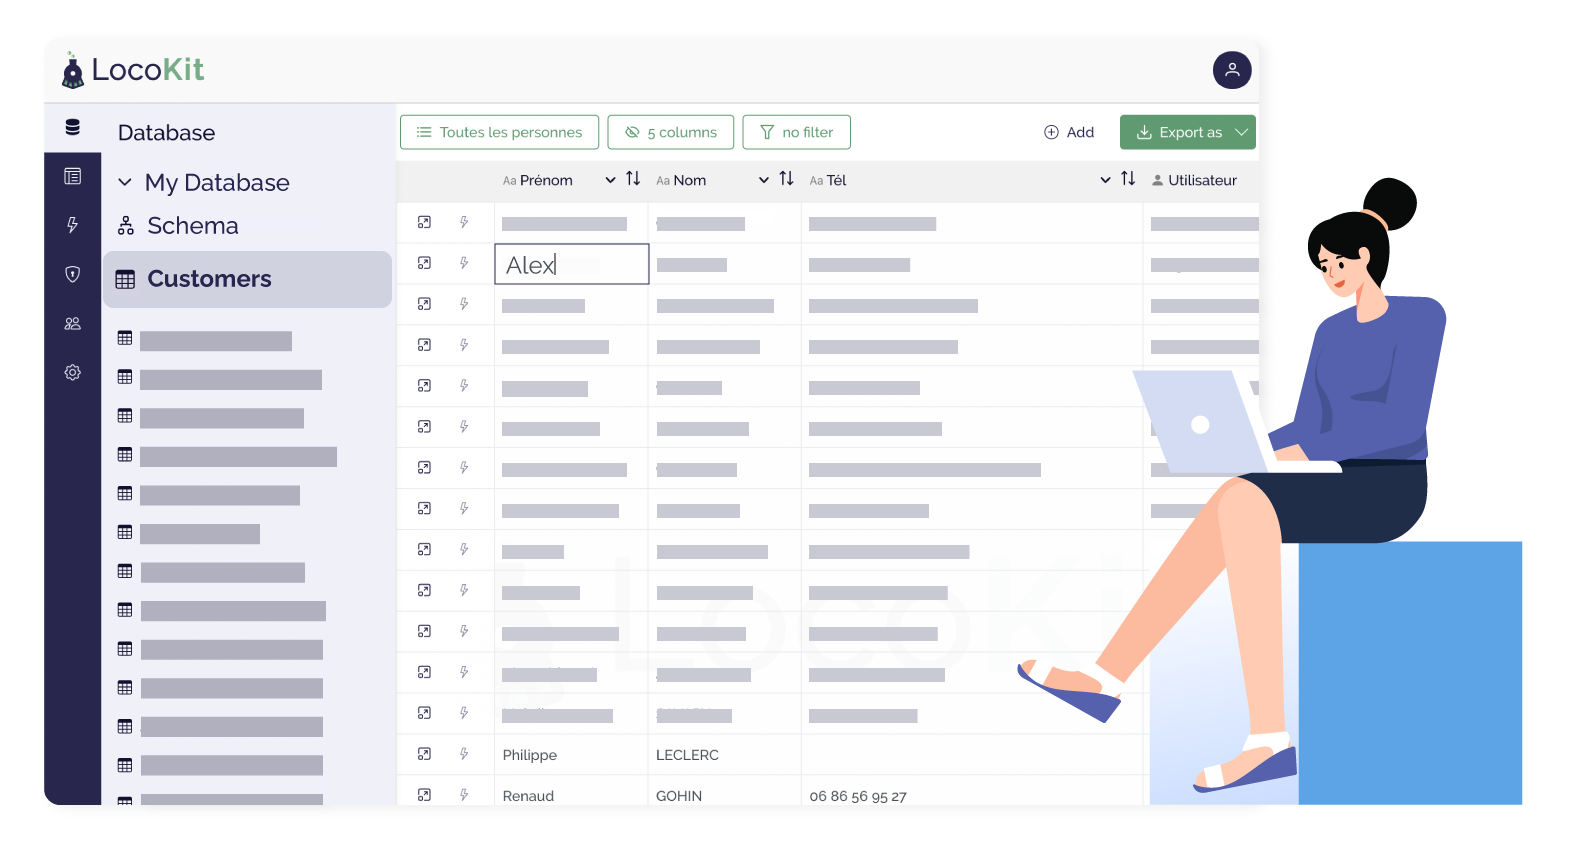 LocoKit
Database
My Database
Schema
Customers
Toutes les personnes
5 columns
no filter
Add
Export as
Aa Prénom
Aa Nom
Aa Tél
Utilisateur
Alex
Philippe
LECLERC
Renaud
GOHIN
06 86 56 95 27
LocoKi